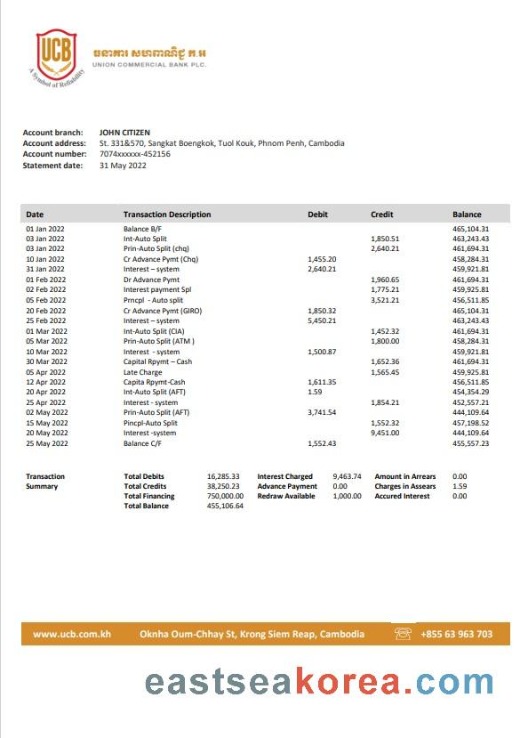 UCB
A Symbol of Reliability
ធនាគារ សហពាណិជ្ជ ភ.អ
UNION COMMERCIAL BANK PLC.
Account branch: JOHN CITIZEN
Account address: St. 331&570, Sangkat Boengkok, Tuol Kouk, Phnom Penh, Cambodia
Account number: 7074xxxxxx-452156
Statement date: 31 May 2022
Date Transaction Description Debit Credit Balance
01 Jan 2022 Balance B/F 465,104.31
03 Jan 2022 Int-Auto Split 1,850.51 463,243.43
03 Jan 2022 Prin-Auto Split (chq) 2,640.21 461,694.31
10 Jan 2022 Cr Advance Pymt (Chq) 1,455.20 458,284.31
31 Jan 2022 Interest – system 2,640.21 459,921.81
01 Feb 2022 Dr Advance Pymt 1,960.65 461,694.31
02 Feb 2022 Interest payment Spl 1,775.21 459,925.81
05 Feb 2022 Prncpl - Auto split 3,521.21 456,511.85
20 Feb 2022 Cr Advance Pymt (GIRO) 1,850.32 465,104.31
25 Feb 2022 Interest – system 5,450.21 463,243.43
01 Mar 2022 Int-Auto Split (CIA) 1,452.32 461,694.31
05 Mar 2022 Prin-Auto Split (ATM ) 1,800.00 458,284.31
10 Mar 2022 Interest - system 1,500.87 459,921.81
30 Mar 2022 Capital Rpymt – Cash 1,652.36 461,694.31
05 Apr 2022 Late Charge 1,565.45 459,925.81
12 Apr 2022 Capita Rpymt-Cash 1,611.35 456,511.85
20 Apr 2022 Int-Auto Split (AFT) 1.59 454,354.29
25 Apr 2022 Interest - system 1,854.21 452,557.21
02 May 2022 Prin-Auto Split (AFT) 3,741.54 444,109.64
15 May 2022 Pincpl-Auto Split 1,552.32 457,198.52
20 May 2022 Interest -system 9,451.00 444,109.64
25 May 2022 Balance C/F 1,552.43 455,557.23
Transaction Total Debits 16,285.33 Interest Charged 9,463.74 Amount in Arrears 0.00
Summary Total Credits 38,250.23 Advance Payment 0.00 Charges in Assears 1.59
Total Financing 750,000.00 Redraw Available 1,000.00 Accured Interest 0.00
Total Balance 455,106.64
www.ucb.com.kh Oknha Oum-Chhay St, Krong Siem Reap, Cambodia +855 63 963 703
eastseakorea.com